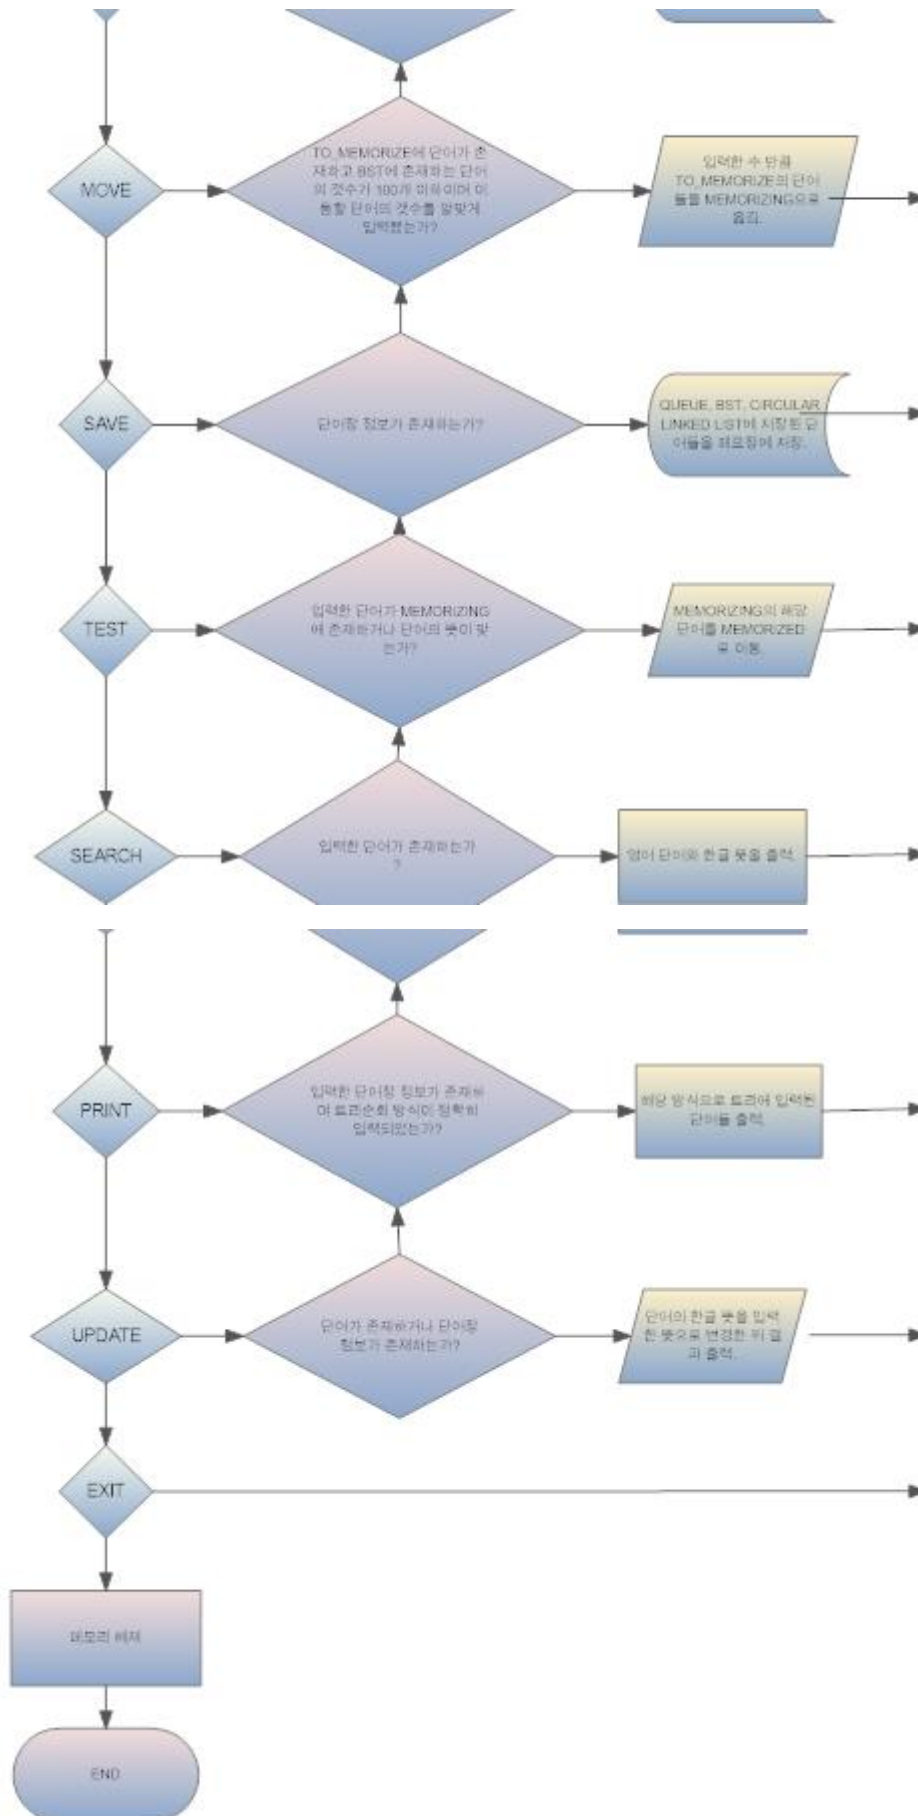 MOVE
TO_MEMORIZE에 단어가 존
재하고 BST에 존재하는 단어
의 갯수가 100개 이하이며 이
동할 단어의 갯수를 알맞게
입력했는가?
입력한 수 만큼
TO_MEMORIZE의 단어
들을 MEMORIZING으로
옮김.
SAVE
단어장 정보가 존재하는가?
QUEUE, BST, CIRCULAR
LINKED LIST에 저장된 단
어들을 메모장에 저장.
TEST
입력한 단어가 MEMORIZING
에 존재하거나 단어의 뜻이 맞
는가?
MEMORIZING의 해당
단어를 MEMORIZED
로 이동.
SEARCH
입력한 단어가 존재하는가
?
영어 단어와 한글 뜻을 출력.
PRINT
입력한 단어장 정보가 존재하
며 트리순회 방식이 정확히
입력되었는가?
해당 방식으로 트리에 입력된
단어들 출력.
UPDATE
단어가 존재하거나 단어장
정보가 존재하는가?
단어의 한글 뜻을 입력
한 뜻으로 변경한 뒤 결
과 출력.
EXIT
메모리 해제
END